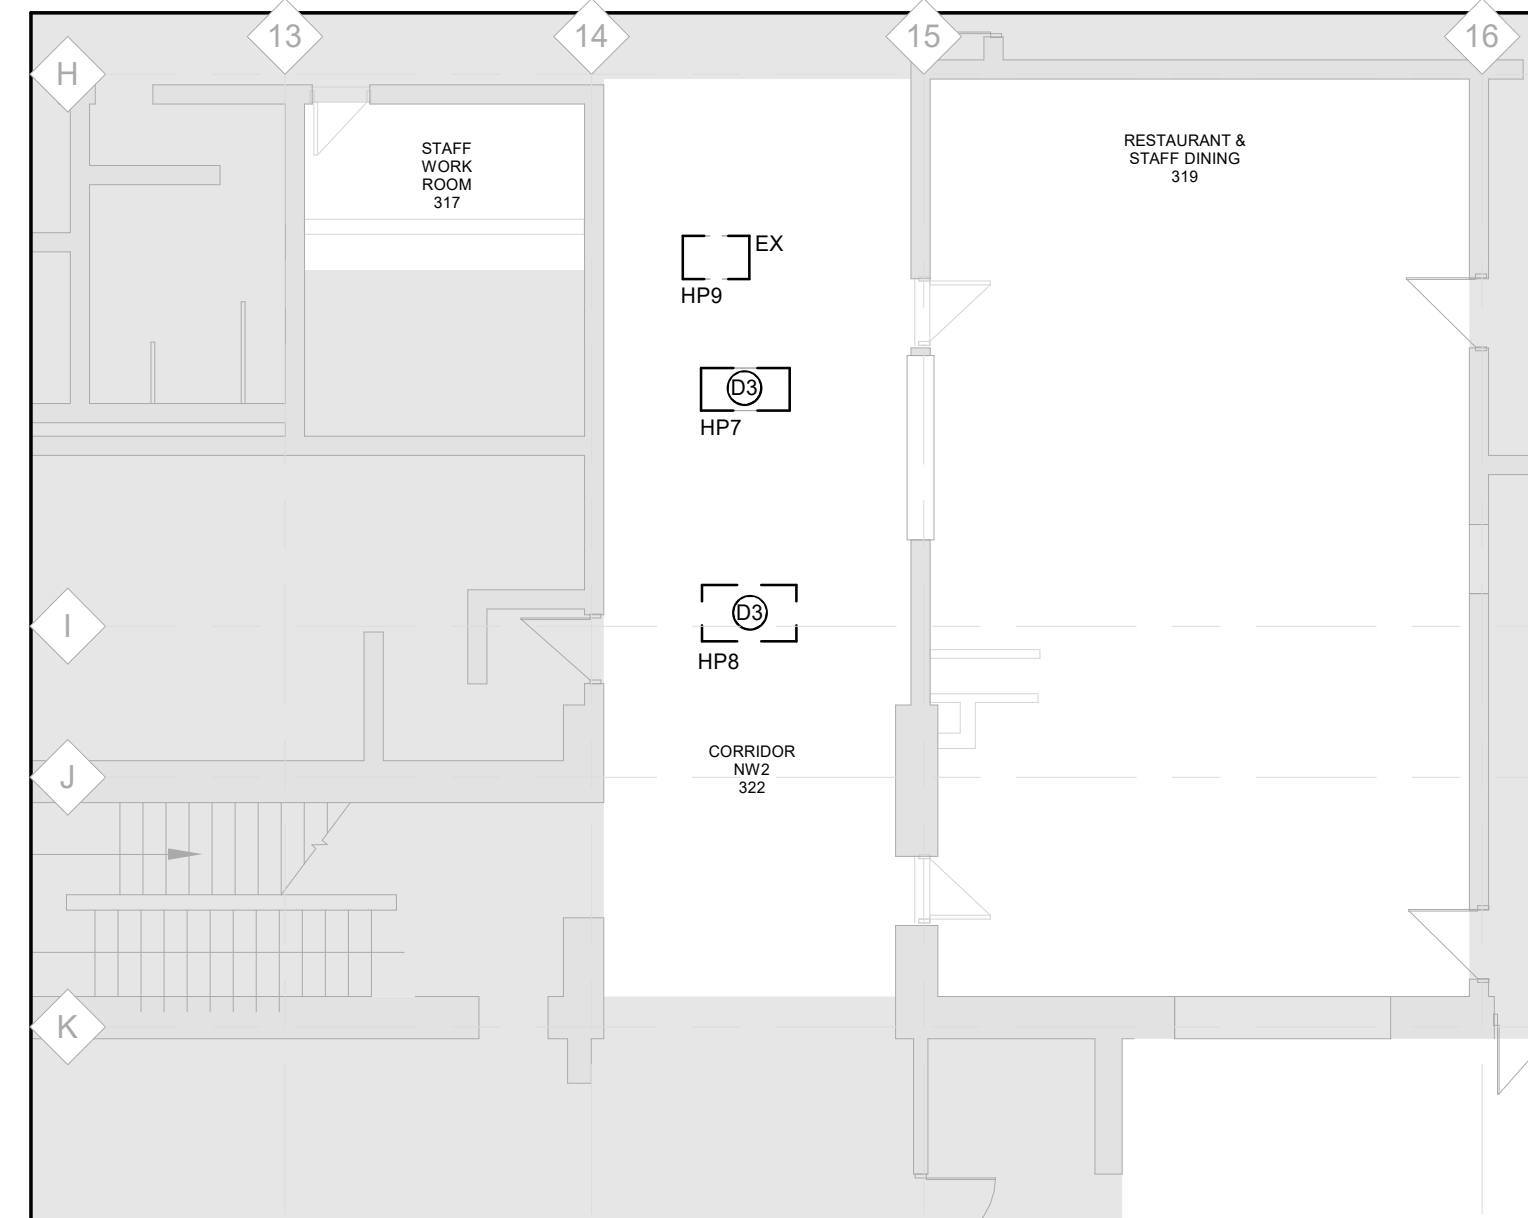 13
14
15
16
H
STAFF
WORK
ROOM
317
RESTAURANT &
STAFF DINING
319
EX
HP9
D3
HP7
I
D3
HP8
J
CORRIDOR
NW2
322
K